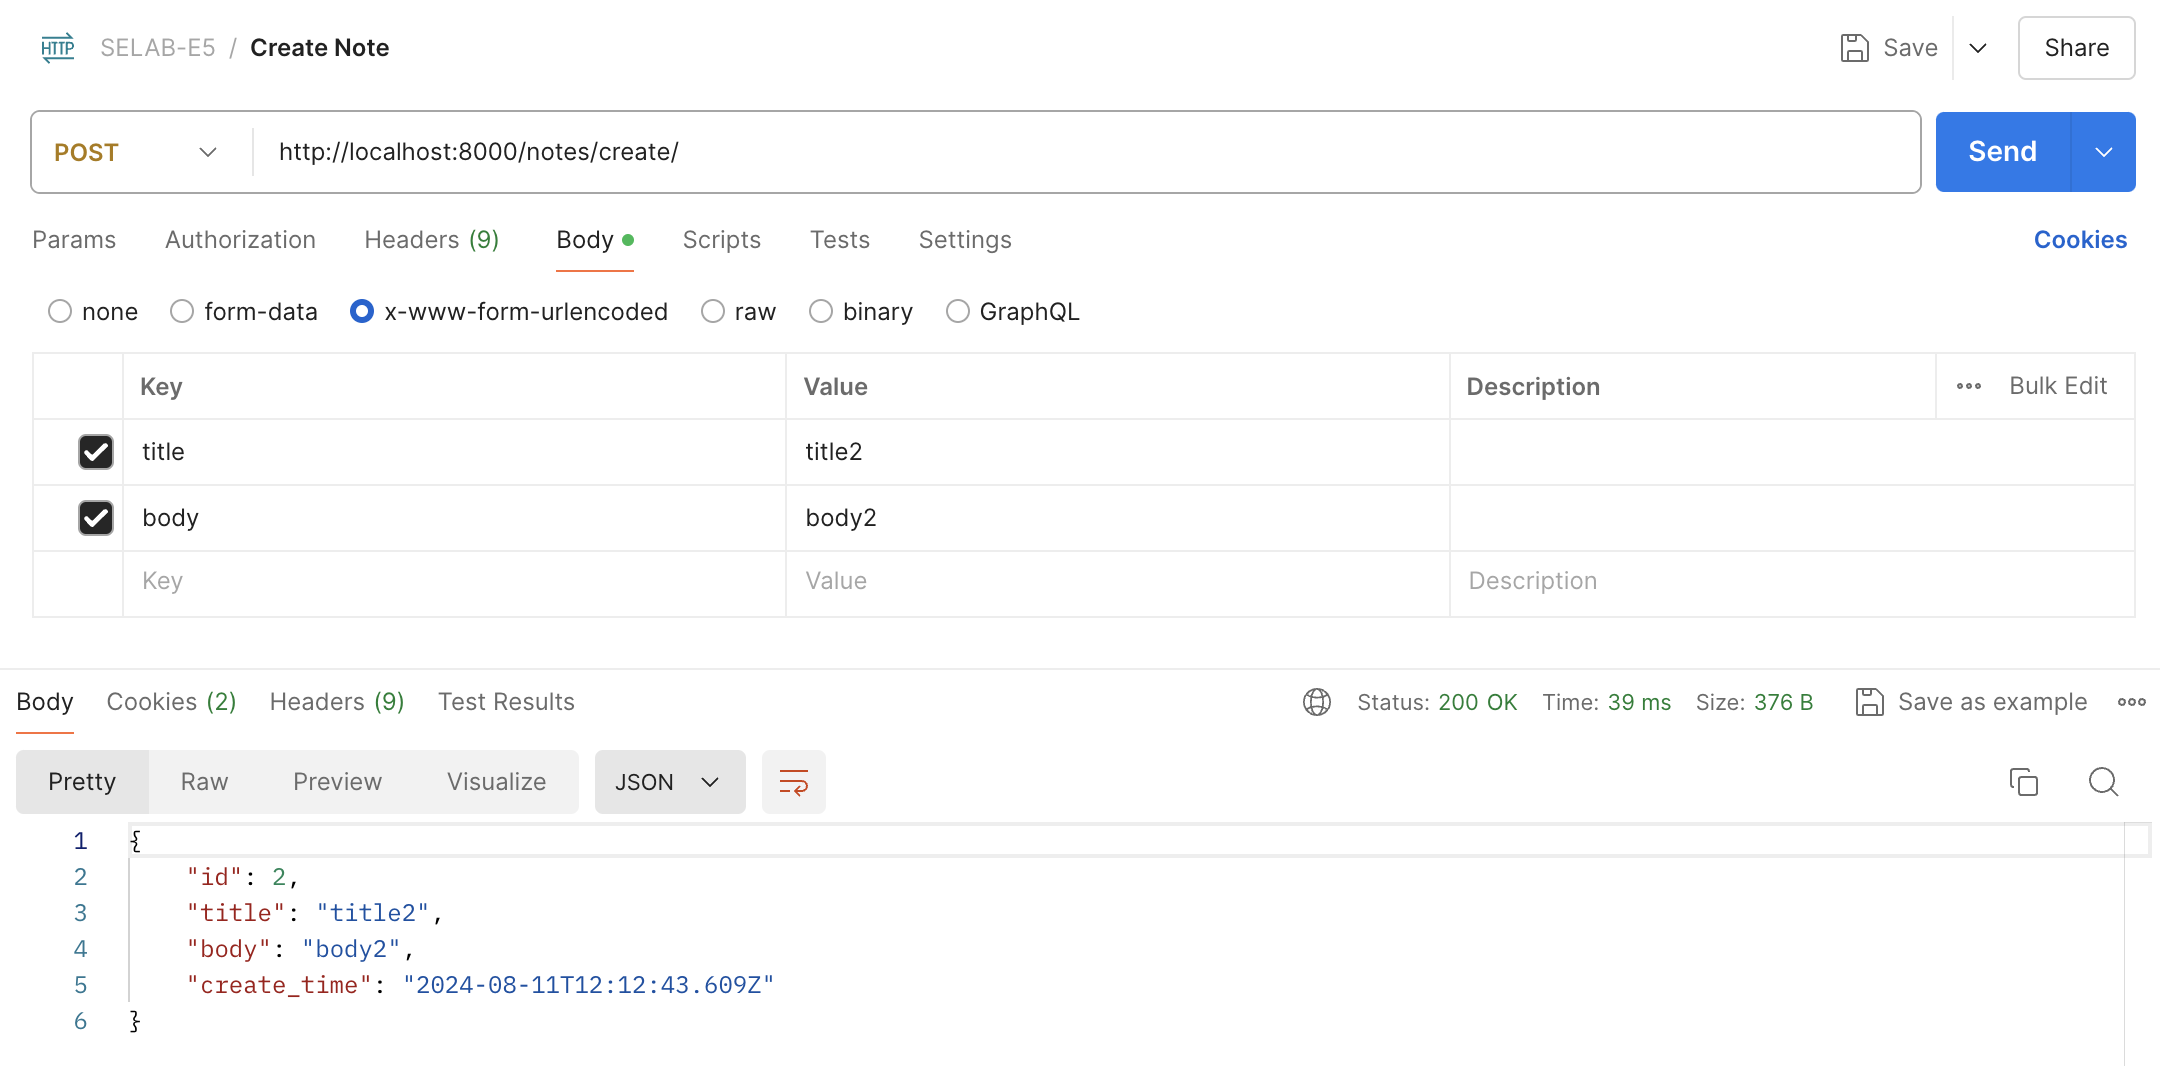 HTTP SELAB-E5 / Create Note Save Share
POST http://localhost:8000/notes/create/ Send
Params Authorization Headers (9) Body Scripts Tests Settings Cookies
none form-data x-www-form-urlencoded raw binary GraphQL
Key Value Description Bulk Edit
title title2
body body2
Key Value Description
Body Cookies (2) Headers (9) Test Results Status: 200 OK Time: 39 ms Size: 376 B Save as example
Pretty Raw Preview Visualize JSON
1 {
2 "id": 2,
3 "title": "title2",
4 "body": "body2",
5 "create_time": "2024-08-11T12:12:43.609Z"
6 }